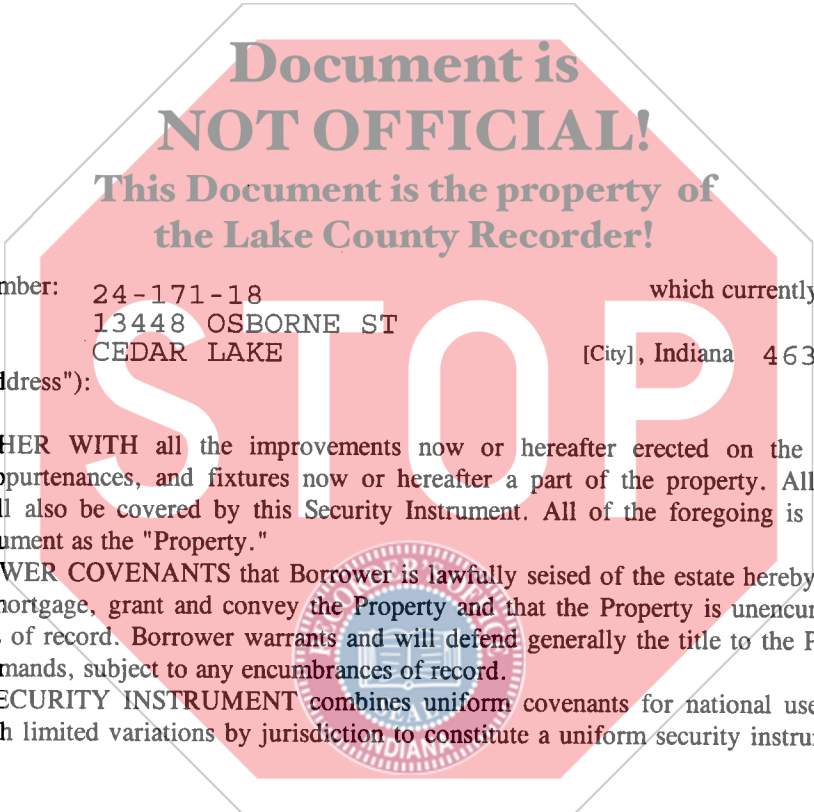 Document is
NOT OFFICIAL!
This Document is the property of
the Lake County Recorder!
mber: 24-171-18 which currently
13448 OSBORNE ST
CEDAR LAKE [City], Indiana 463
ddress"):
STOP
HER WITH all the improvements now or hereafter erected on the
ppurtenances, and fixtures now or hereafter a part of the property. All
ll also be covered by this Security Instrument. All of the foregoing is
ument as the "Property."
WER COVENANTS that Borrower is lawfully seised of the estate hereby
mortgage, grant and convey the Property and that the Property is unencur
of record. Borrower warrants and will defend generally the title to the P
mands, subject to any encumbrances of record.
ECURITY INSTRUMENT combines uniform covenants for national use
h limited variations by jurisdiction to constitute a uniform security instru
RECORDER'S OFFICE
SEAL
INDIANA